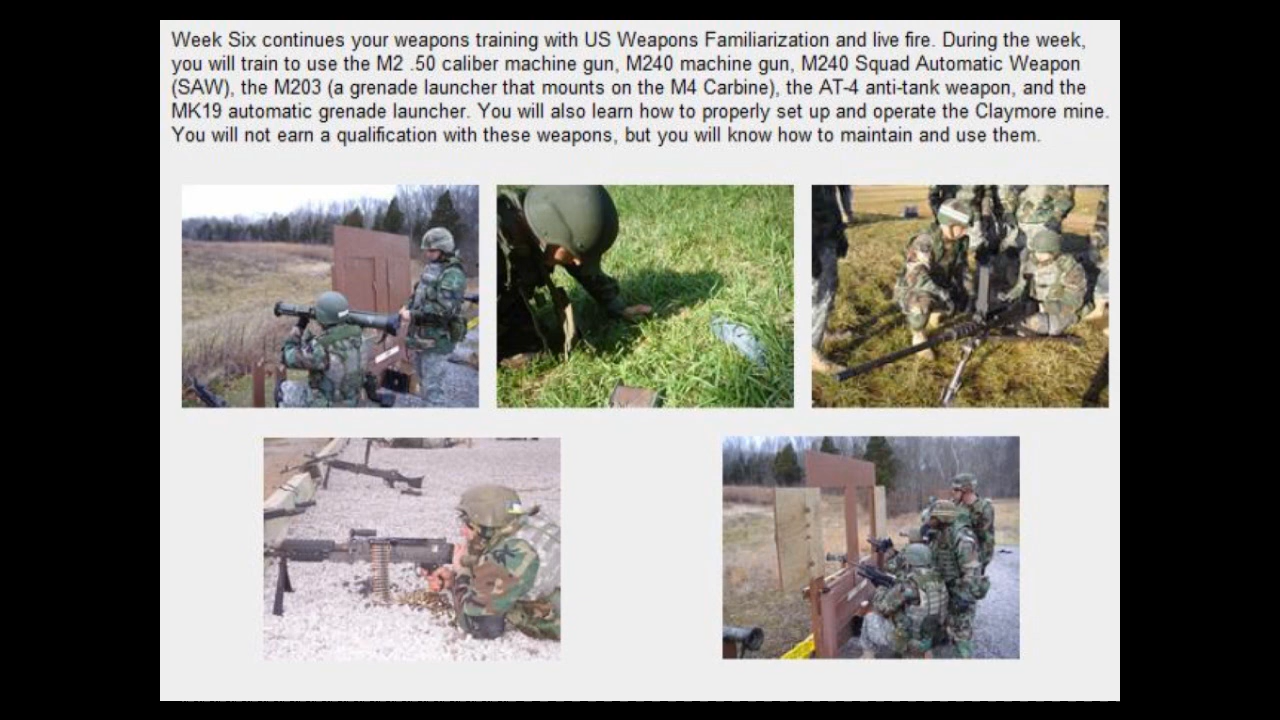 Week Six continues your weapons training with US Weapons Familiarization and live fire. During the week,
you will train to use the M2 .50 caliber machine gun, M240 machine gun, M240 Squad Automatic Weapon
(SAW), the M203 (a grenade launcher that mounts on the M4 Carbine), the AT-4 anti-tank weapon, and the
MK19 automatic grenade launcher. You will also learn how to properly set up and operate the Claymore mine.
You will not earn a qualification with these weapons, but you will know how to maintain and use them.